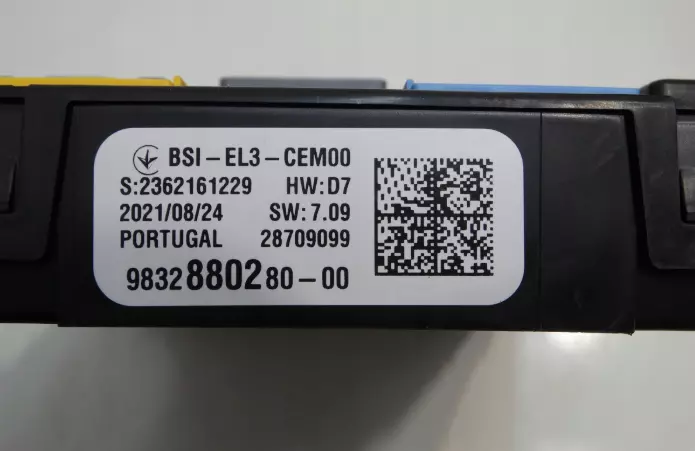 BSI-EL3-CEM00
S:2362161229 HW:D7
2021/08/24 SW:7.09
PORTUGAL 28709099
9832880280-00